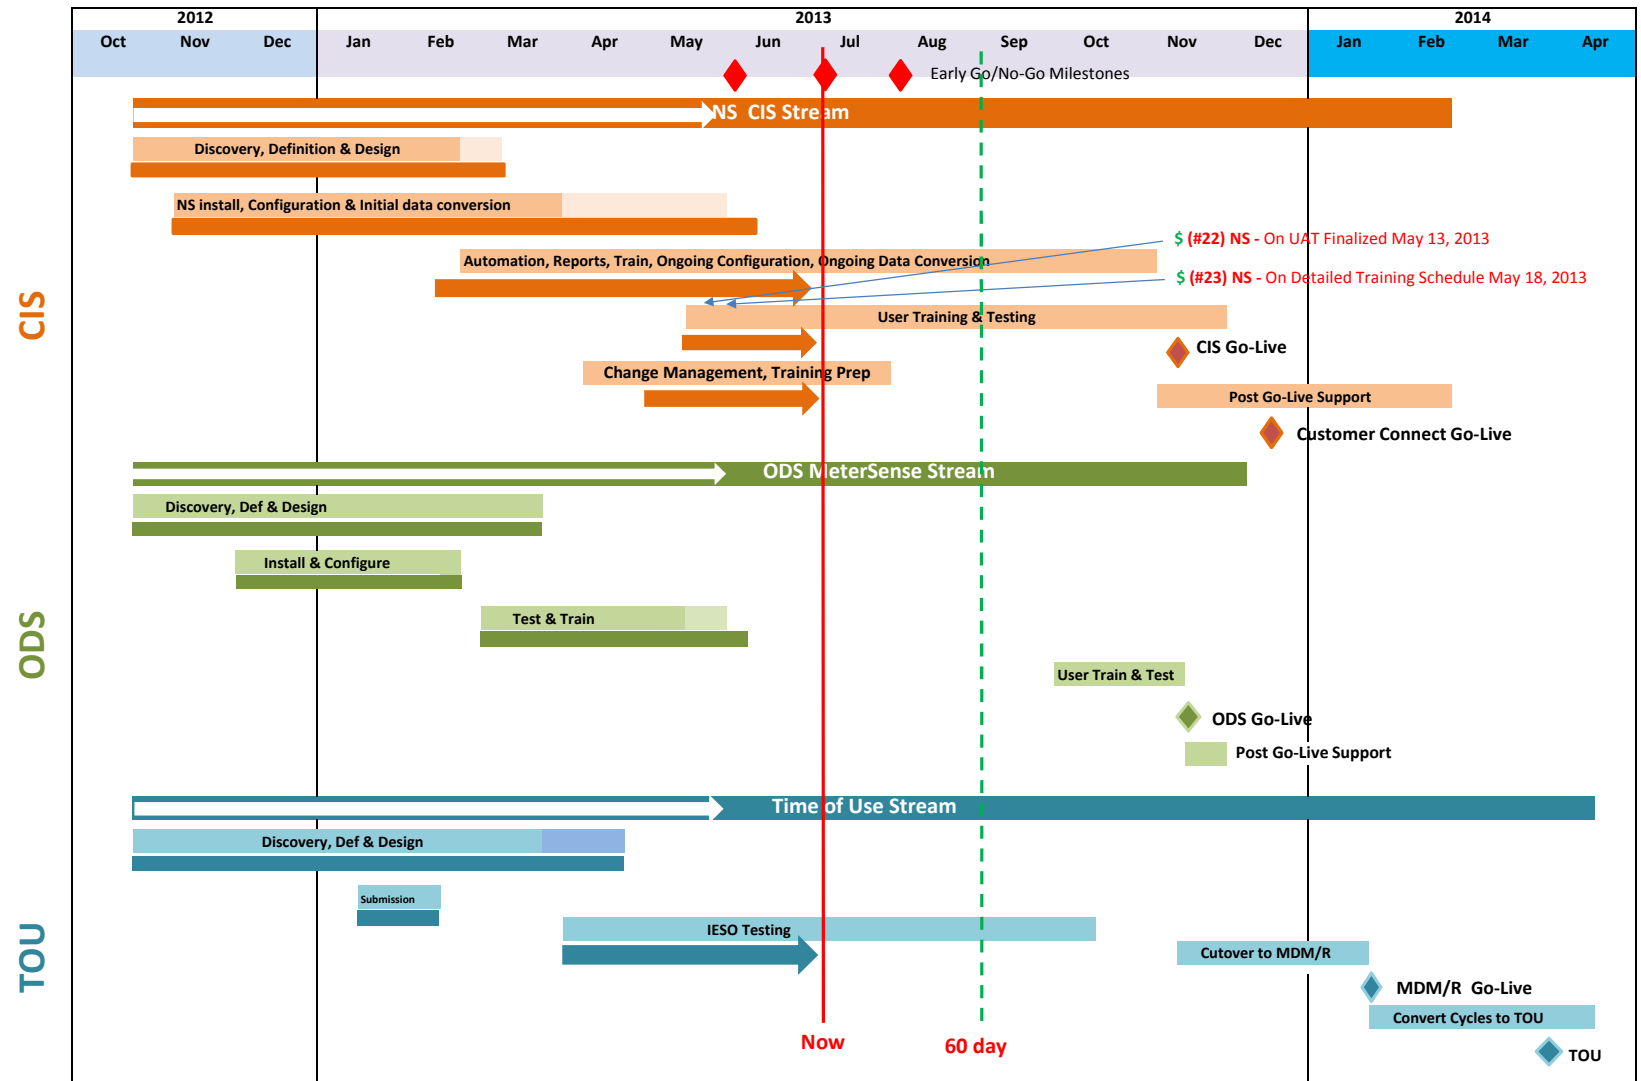 2012 2013 2014
Oct Nov Dec Jan Feb Mar Apr May Jun Jul Aug Sep Oct Nov Dec Jan Feb Mar Apr
Early Go/No-Go Milestones
NS CIS Stream
Discovery, Definition & Design
NS install, Configuration & Initial data conversion
$ (#22) NS - On UAT Finalized May 13, 2013
Automation, Reports, Train, Ongoing Configuration, Ongoing Data Conversion
$ (#23) NS - On Detailed Training Schedule May 18, 2013
CIS
User Training & Testing
CIS Go-Live
Change Management, Training Prep
Post Go-Live Support
Customer Connect Go-Live
ODS MeterSense Stream
Discovery, Def & Design
Install & Configure
Test & Train
ODS
User Train & Test
ODS Go-Live
Post Go-Live Support
Time of Use Stream
Discovery, Def & Design
Submission
IESO Testing
TOU
Cutover to MDM/R
MDM/R Go-Live
Convert Cycles to TOU
Now
60 day
TOU